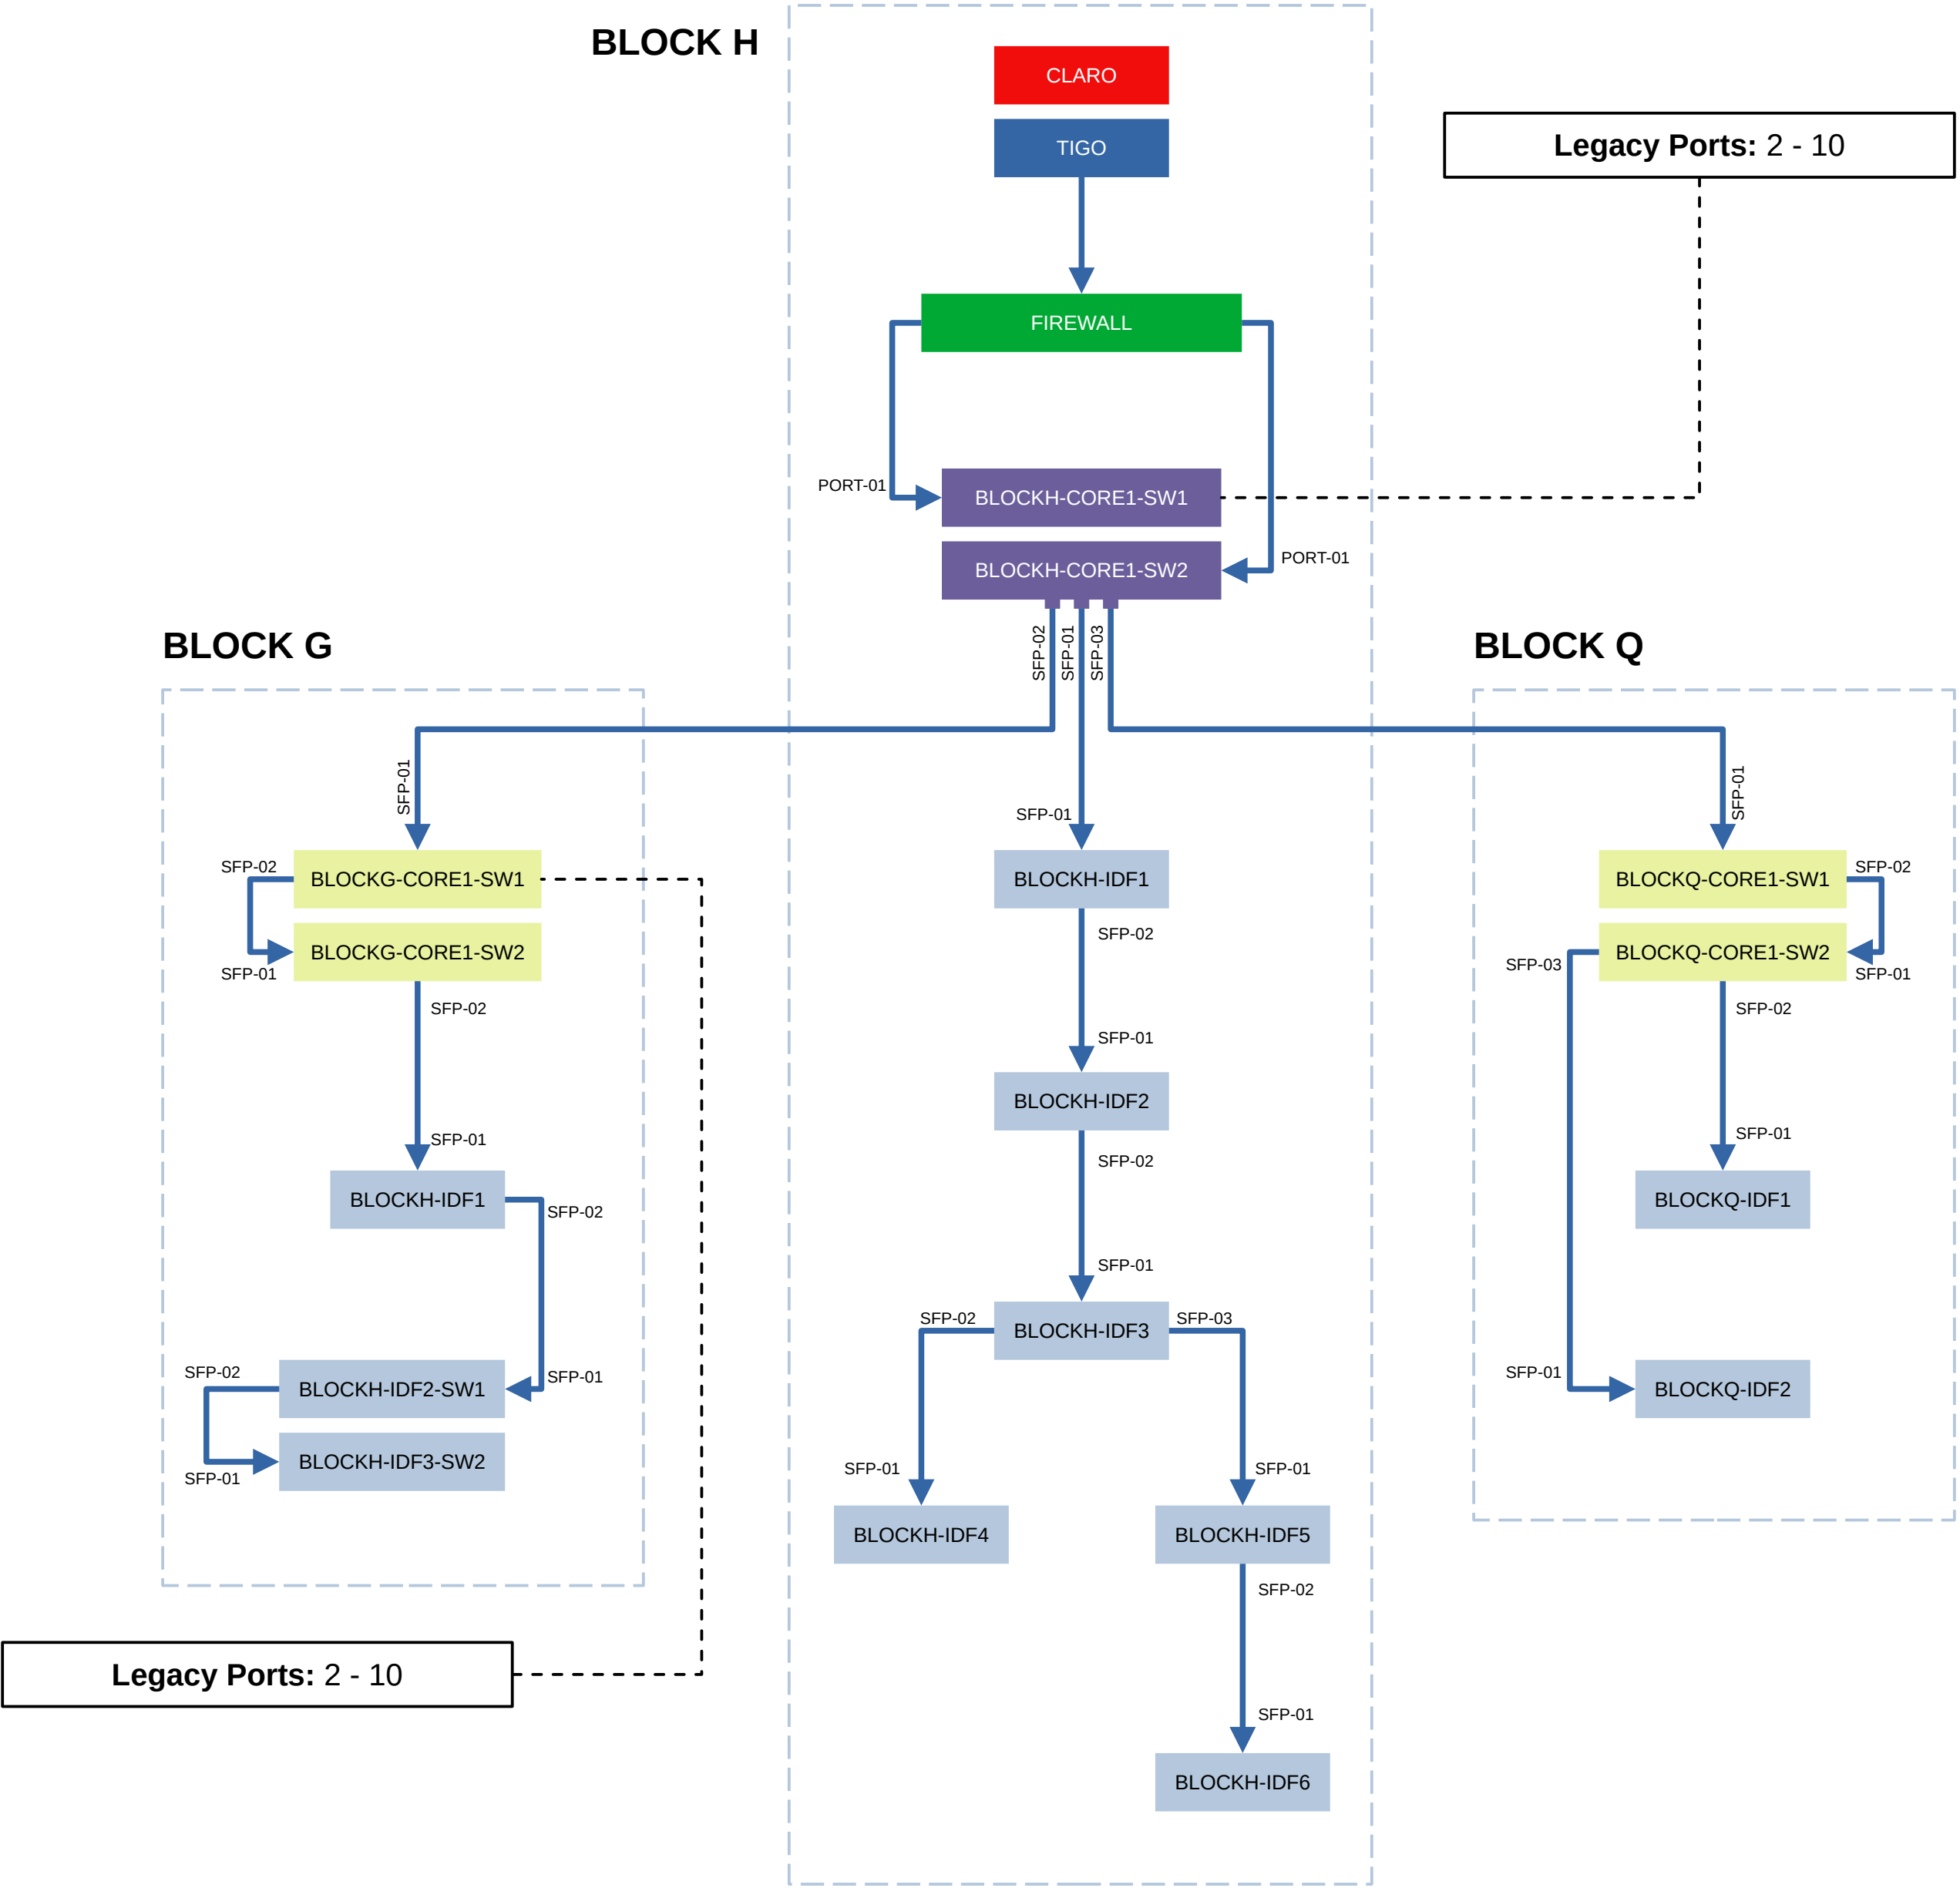 BLOCK H
CLARO
TIGO
Legacy Ports: 2 - 10
FIREWALL
PORT-01
BLOCKH-CORE1-SW1
BLOCKH-CORE1-SW2
PORT-01
SFP-02
SFP-01
SFP-03
BLOCK G
BLOCK Q
SFP-01
SFP-01
SFP-01
SFP-02
BLOCKG-CORE1-SW1
BLOCKG-CORE1-SW2
SFP-01
SFP-02
SFP-01
BLOCKH-IDF1
SFP-02
SFP-01
BLOCKH-IDF2-SW1
SFP-02
BLOCKH-IDF3-SW2
SFP-01
Legacy Ports: 2 - 10
BLOCKH-IDF1
SFP-02
SFP-01
BLOCKH-IDF2
SFP-02
SFP-01
SFP-02
BLOCKH-IDF3
SFP-03
SFP-01
SFP-01
BLOCKH-IDF4
BLOCKH-IDF5
SFP-02
SFP-01
BLOCKH-IDF6
BLOCKQ-CORE1-SW1
SFP-02
BLOCKQ-CORE1-SW2
SFP-03
SFP-01
SFP-02
SFP-01
BLOCKQ-IDF1
SFP-01
BLOCKQ-IDF2